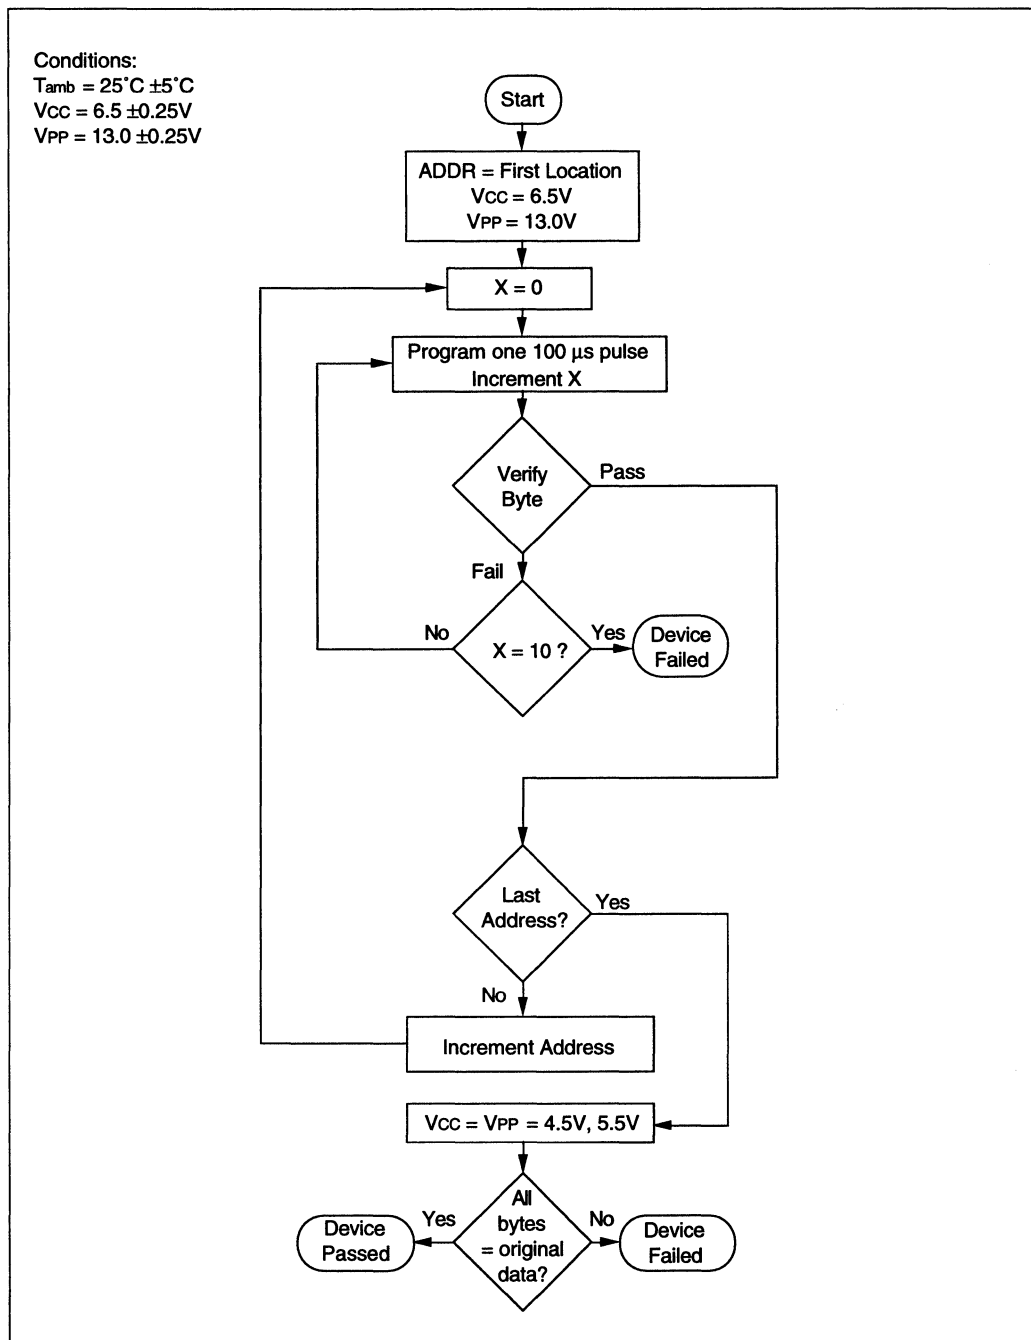 Conditions:
Tamb = 25˚C ±5˚C
VCC = 6.5 ±0.25V
VPP = 13.0 ±0.25V
Start
ADDR = First Location
VCC = 6.5V
VPP = 13.0V
X = 0
Program one 100 µs pulse
Increment X
Verify
Byte
Pass
Fail
X = 10 ?
No
Yes
Device
Failed
Last
Address?
Yes
No
Increment Address
VCC = VPP = 4.5V, 5.5V
All
bytes
= original
data?
Yes
No
Device
Passed
Device
Failed